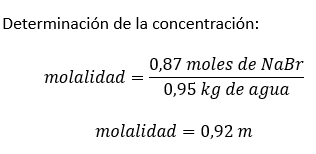 Determinación de la concentración:
molalidad = 0,87 moles de NaBr / 0,95 kg de agua
molalidad = 0,92 m